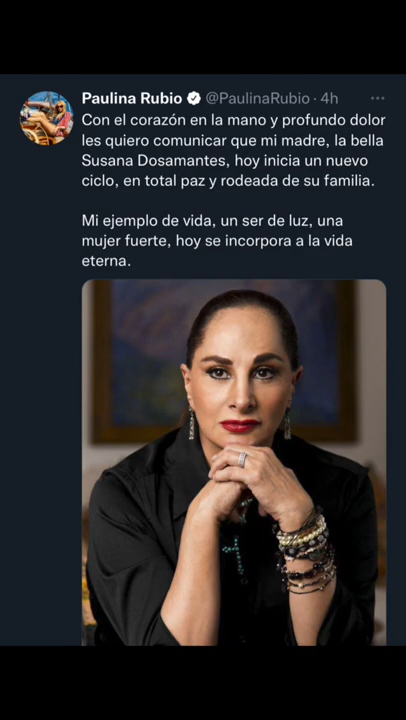 Paulina Rubio @PaulinaRubio · 4h
Con el corazón en la mano y profundo dolor
les quiero comunicar que mi madre, la bella
Susana Dosamantes, hoy inicia un nuevo
ciclo, en total paz y rodeada de su familia.
Mi ejemplo de vida, un ser de luz, una
mujer fuerte, hoy se incorpora a la vida
eterna.